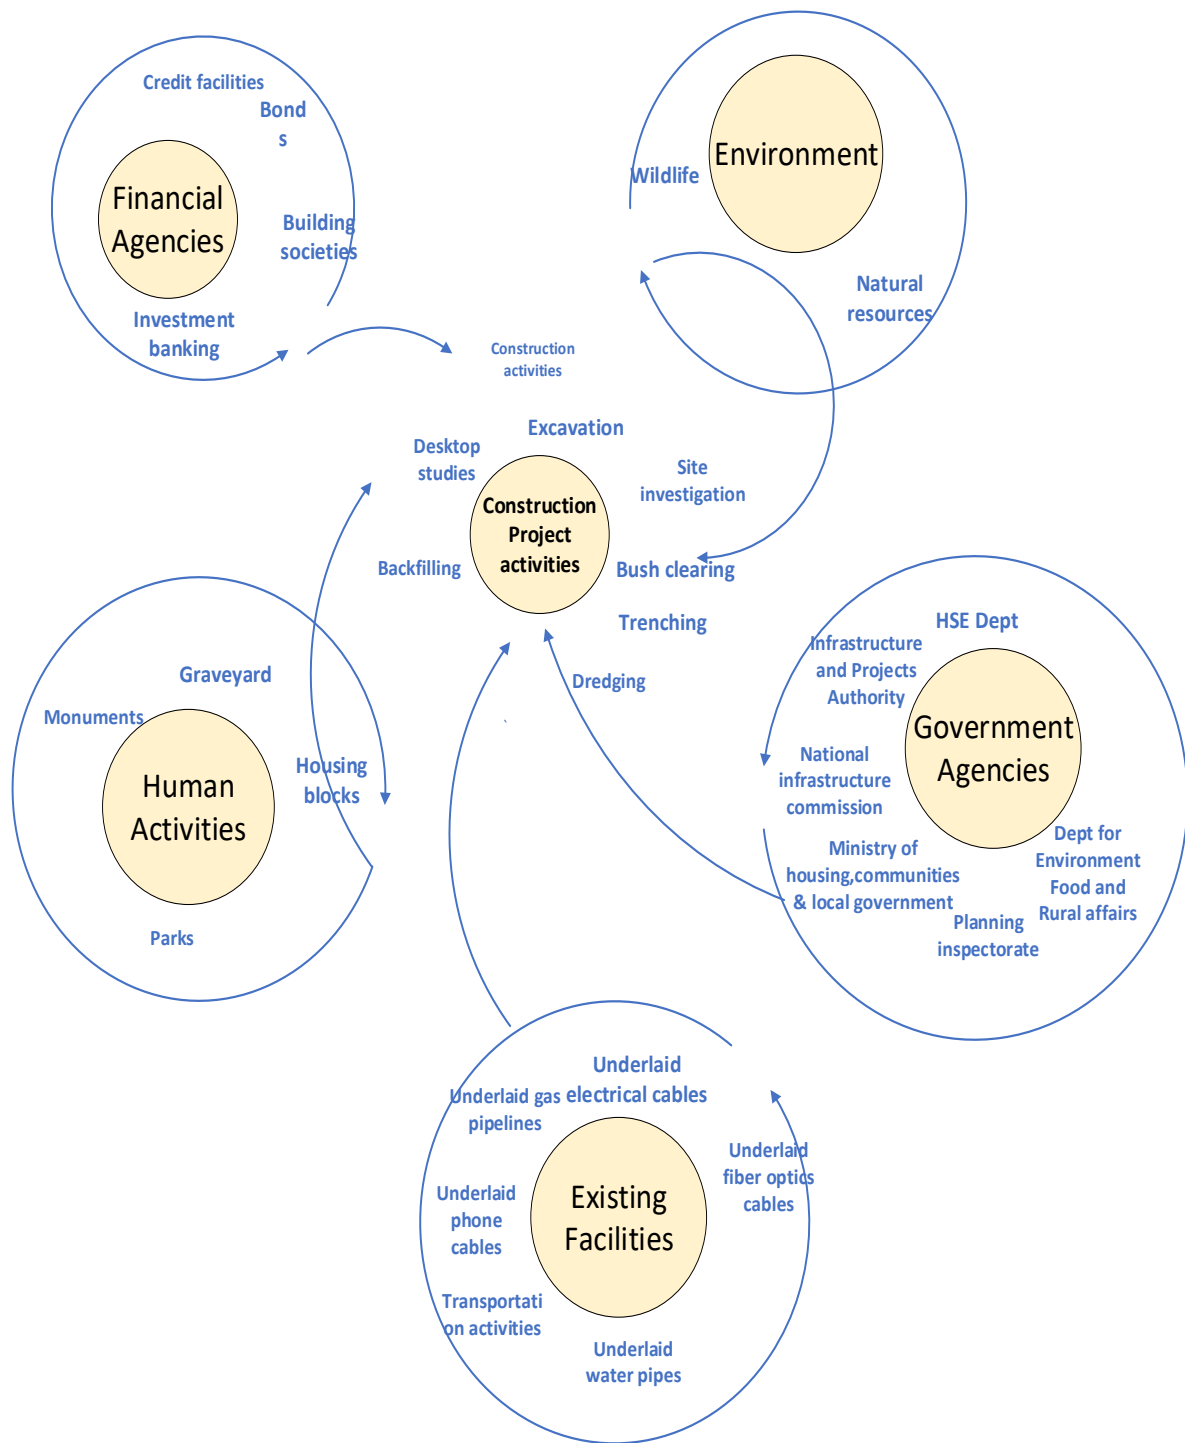 Credit facilities
Bond
s
Financial
Agencies
Building
societies
Investment
banking
Environment
Wildlife
Natural
resources
Construction
activities
Excavation
Desktop
studies
Site
investigation
Construction
Project
activities
Backfilling
Bush clearing
Trenching
Dredging
Graveyard
Monuments
Human
Activities
Housing
blocks
Parks
HSE Dept
Infrastructure
and Projects
Authority
Government
Agencies
National
infrastructure
commission
Ministry of
housing,communities
& local government
Dept for
Environment
Food and
Rural affairs
Planning
inspectorate
Underlaid
electrical cables
Underlaid gas
pipelines
Underlaid
fiber optics
cables
Existing
Facilities
Underlaid
phone
cables
Transportati
on activities
Underlaid
water pipes